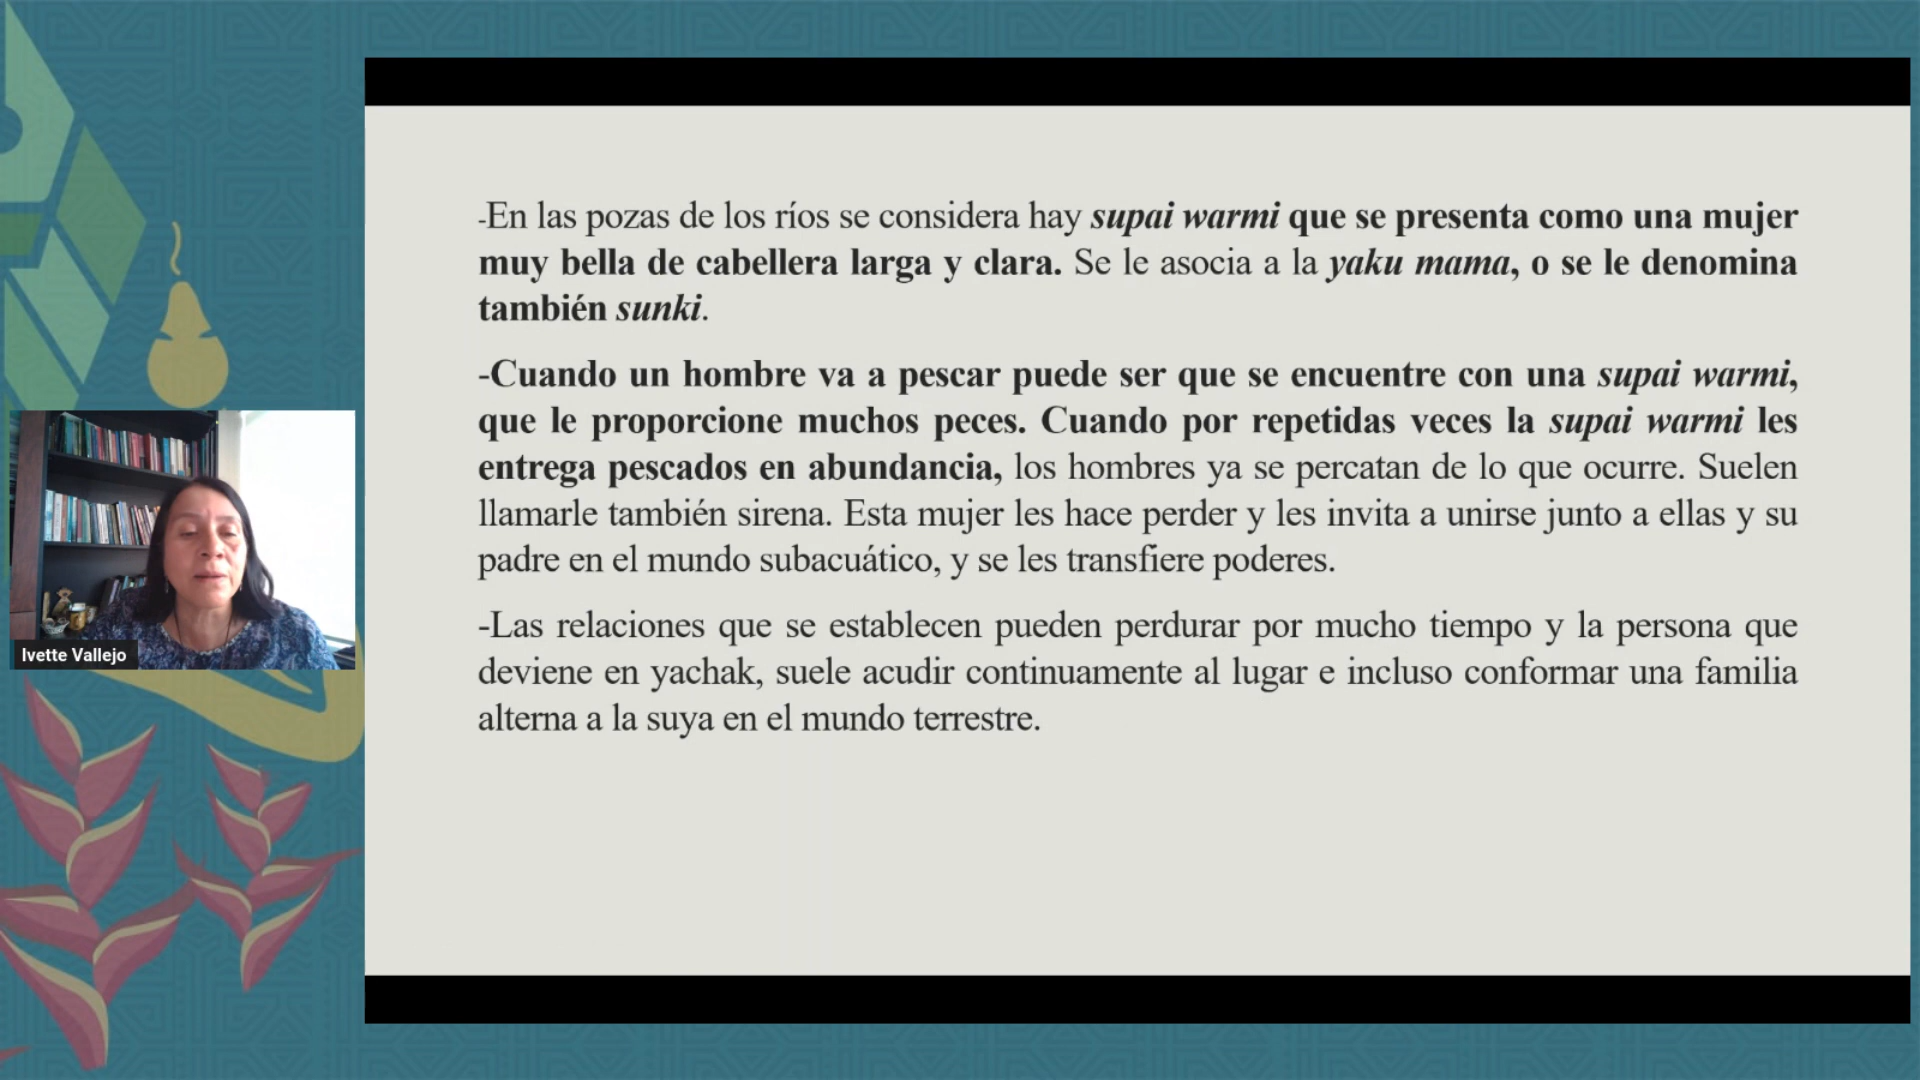 -En las pozas de los ríos se considera hay supai warmi que se presenta como una mujer
muy bella de cabellera larga y clara. Se le asocia a la yaku mama, o se le denomina
también sunki.
-Cuando un hombre va a pescar puede ser que se encuentre con una supai warmi,
que le proporcione muchos peces. Cuando por repetidas veces la supai warmi les
entrega pescados en abundancia, los hombres ya se percatan de lo que ocurre. Suelen
llamarle también sirena. Esta mujer les hace perder y les invita a unirse junto a ellas y su
padre en el mundo subacuático, y se les transfiere poderes.
-Las relaciones que se establecen pueden perdurar por mucho tiempo y la persona que
deviene en yachak, suele acudir continuamente al lugar e incluso conformar una familia
alterna a la suya en el mundo terrestre.
Ivette Vallejo